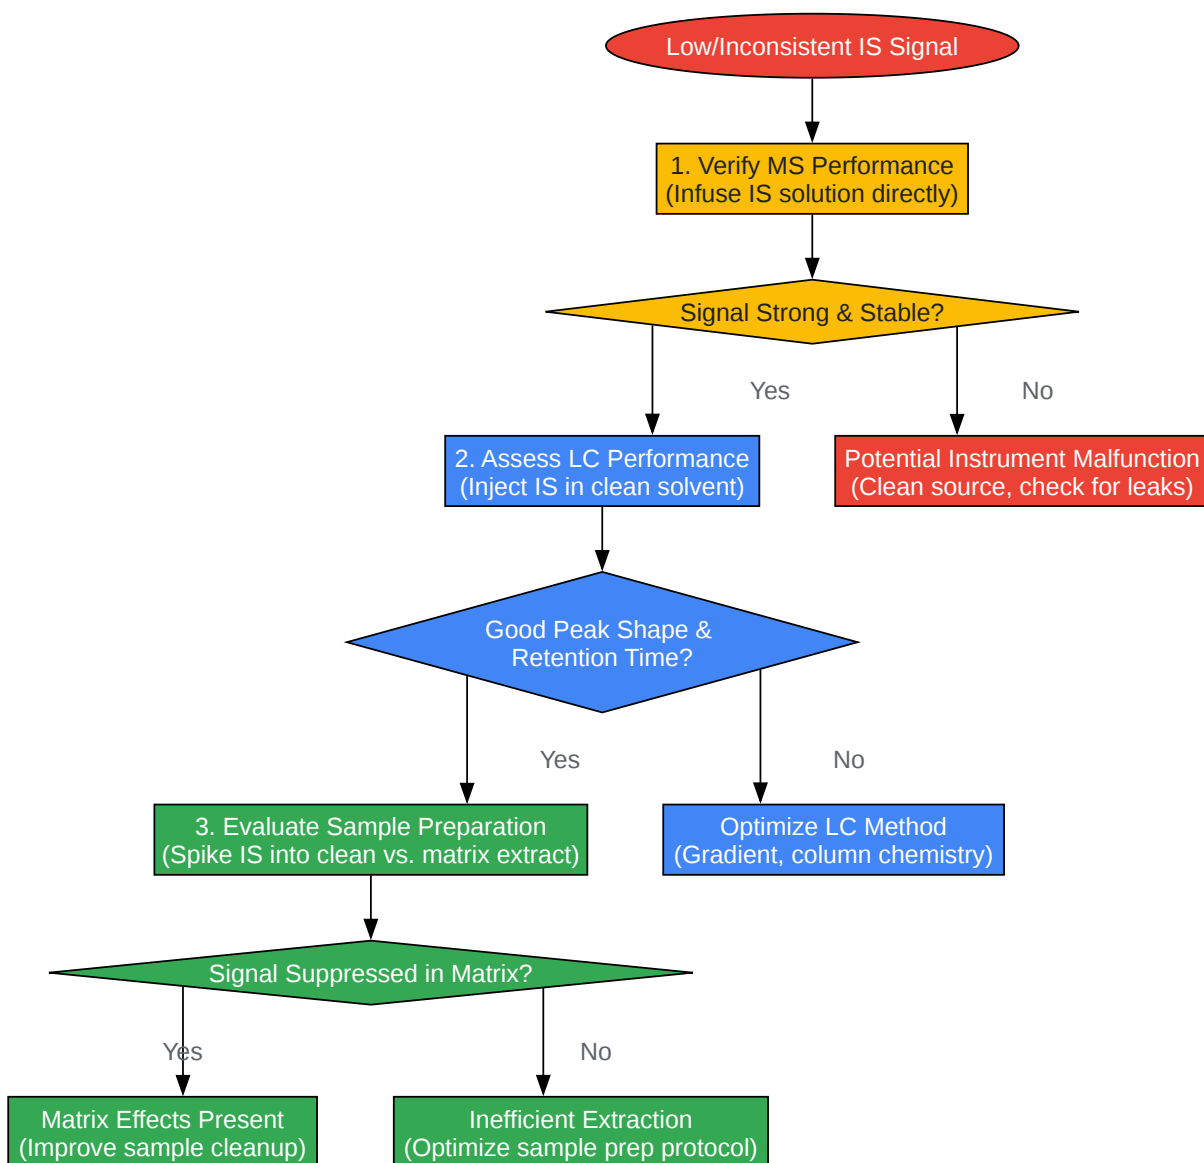 Low/Inconsistent IS Signal
1. Verify MS Performance
(Infuse IS solution directly)
Signal Strong & Stable?
Yes
No
2. Assess LC Performance
(Inject IS in clean solvent)
Potential Instrument Malfunction
(Clean source, check for leaks)
Good Peak Shape &
Retention Time?
Yes
No
3. Evaluate Sample Preparation
(Spike IS into clean vs. matrix extract)
Optimize LC Method
(Gradient, column chemistry)
Signal Suppressed in Matrix?
Yes
No
Matrix Effects Present
(Improve sample cleanup)
Inefficient Extraction
(Optimize sample prep protocol)